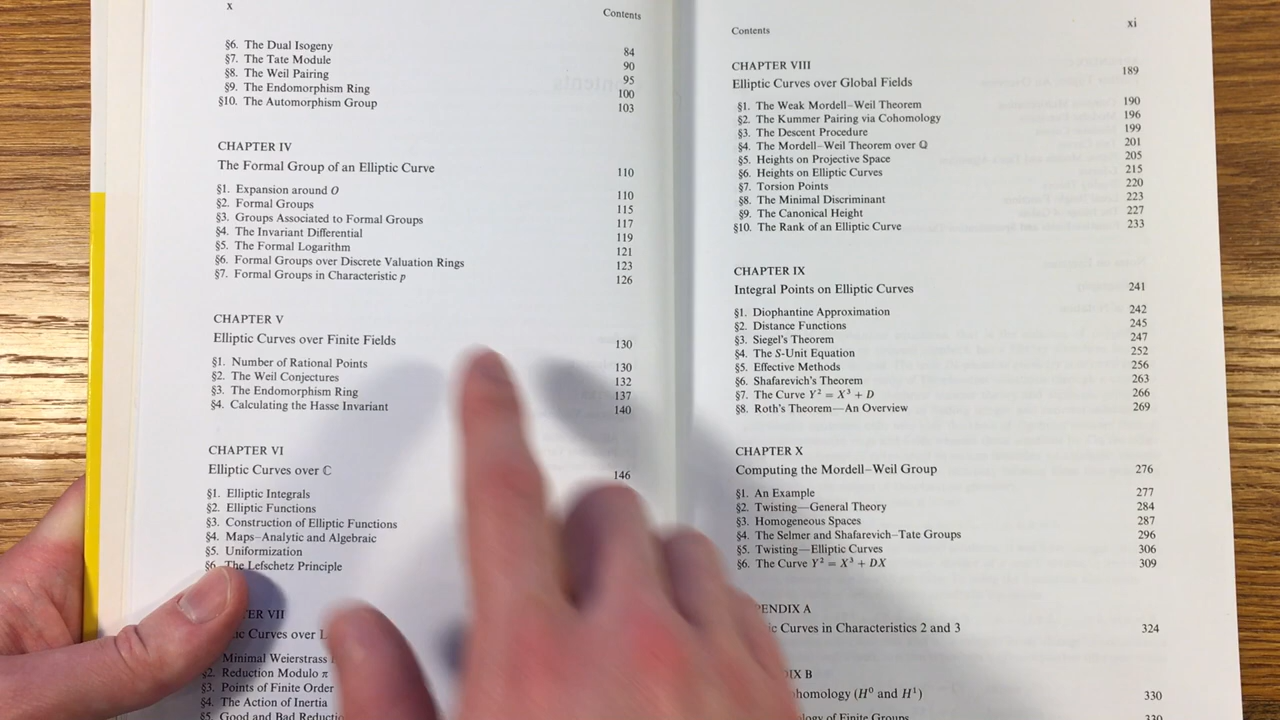 x
Contents
§6. The Dual Isogeny 84
§7. The Tate Module 90
§8. The Weil Pairing 95
§9. The Endomorphism Ring 100
§10. The Automorphism Group 103
CHAPTER IV
The Formal Group of an Elliptic Curve 110
§1. Expansion around O 110
§2. Formal Groups 115
§3. Groups Associated to Formal Groups 117
§4. The Invariant Differential 119
§5. The Formal Logarithm 121
§6. Formal Groups over Discrete Valuation Rings 123
§7. Formal Groups in Characteristic p 126
CHAPTER V
Elliptic Curves over Finite Fields 130
§1. Number of Rational Points 130
§2. The Weil Conjectures 132
§3. The Endomorphism Ring 137
§4. Calculating the Hasse Invariant 140
CHAPTER VI
Elliptic Curves over ℂ 146
§1. Elliptic Integrals
§2. Elliptic Functions
§3. Construction of Elliptic Functions
§4. Maps–Analytic and Algebraic
§5. Uniformization
§6. The Lefschetz Principle
VII
Curves over
Minimal Weierstrass
§2. Reduction Modulo π
§3. Points of Finite Order
§4. The Action of Inertia
§5. Good and Bad
Contents
xi
CHAPTER VIII
Elliptic Curves over Global Fields 189
§1. The Weak Mordell–Weil Theorem 190
§2. The Kummer Pairing via Cohomology 196
§3. The Descent Procedure 199
§4. The Mordell–Weil Theorem over ℚ 201
§5. Heights on Projective Space 205
§6. Heights on Elliptic Curves 215
§7. Torsion Points 220
§8. The Minimal Discriminant 223
§9. The Canonical Height 227
§10. The Rank of an Elliptic Curve 233
CHAPTER IX
Integral Points on Elliptic Curves 241
§1. Diophantine Approximation 242
§2. Distance Functions 245
§3. Siegel's Theorem 247
§4. The S-Unit Equation 252
§5. Effective Methods 256
§6. Shafarevich's Theorem 263
§7. The Curve Y² = X³ + D 266
§8. Roth's Theorem—An Overview 269
CHAPTER X
Computing the Mordell–Weil Group 276
§1. An Example 277
§2. Twisting—General Theory 284
§3. Homogeneous Spaces 287
§4. The Selmer and Shafarevich–Tate Groups 296
§5. Twisting—Elliptic Curves 306
§6. The Curve Y² = X³ + DX 309
A
Curves in Characteristics 2 and 3 324
B
(H⁰ and H¹) 330
of Finite Groups 330